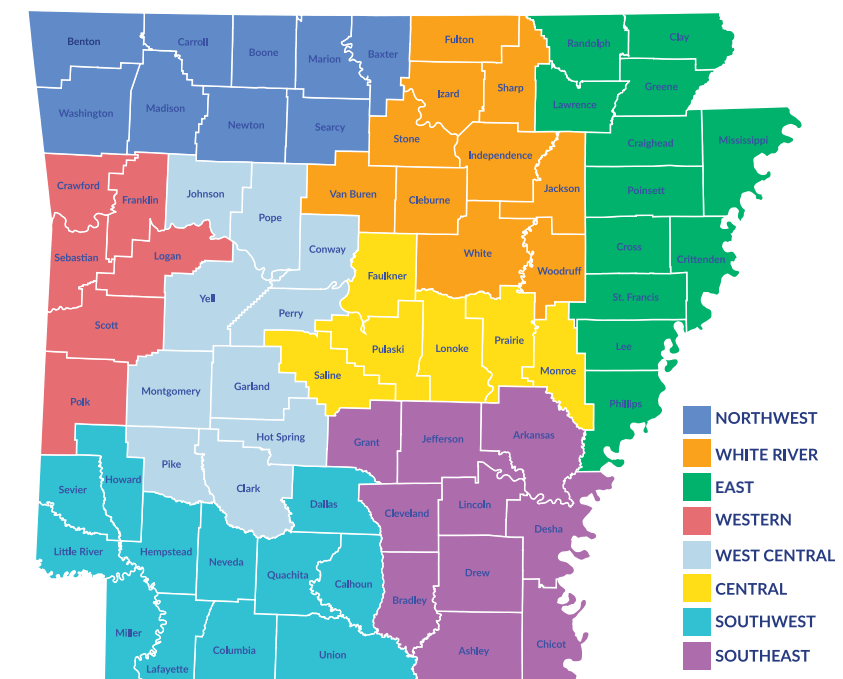 Benton
Carroll
Boone
Marion
Baxter
Fulton
Randolph
Clay
Washington
Madison
Newton
Searcy
Izard
Sharp
Lawrence
Greene
Stone
Independence
Craighead
Mississippi
Crawford
Franklin
Johnson
Pope
Van Buren
Cleburne
Jackson
Poinsett
Sebastian
Logan
Conway
Faulkner
White
Woodruff
Cross
Crittenden
Yell
Perry
St. Francis
Scott
Saline
Pulaski
Lonoke
Prairie
Monroe
Lee
Polk
Montgomery
Garland
Hot Spring
Grant
Jefferson
Arkansas
Phillips
Sevier
Howard
Pike
Clark
Dallas
Cleveland
Lincoln
Desha
Little River
Hempstead
Neveda
Quachita
Calhoun
Bradley
Drew
Miller
Lafayette
Columbia
Union
Ashley
Chicot
NORTHWEST
WHITE RIVER
EAST
WESTERN
WEST CENTRAL
CENTRAL
SOUTHWEST
SOUTHEAST